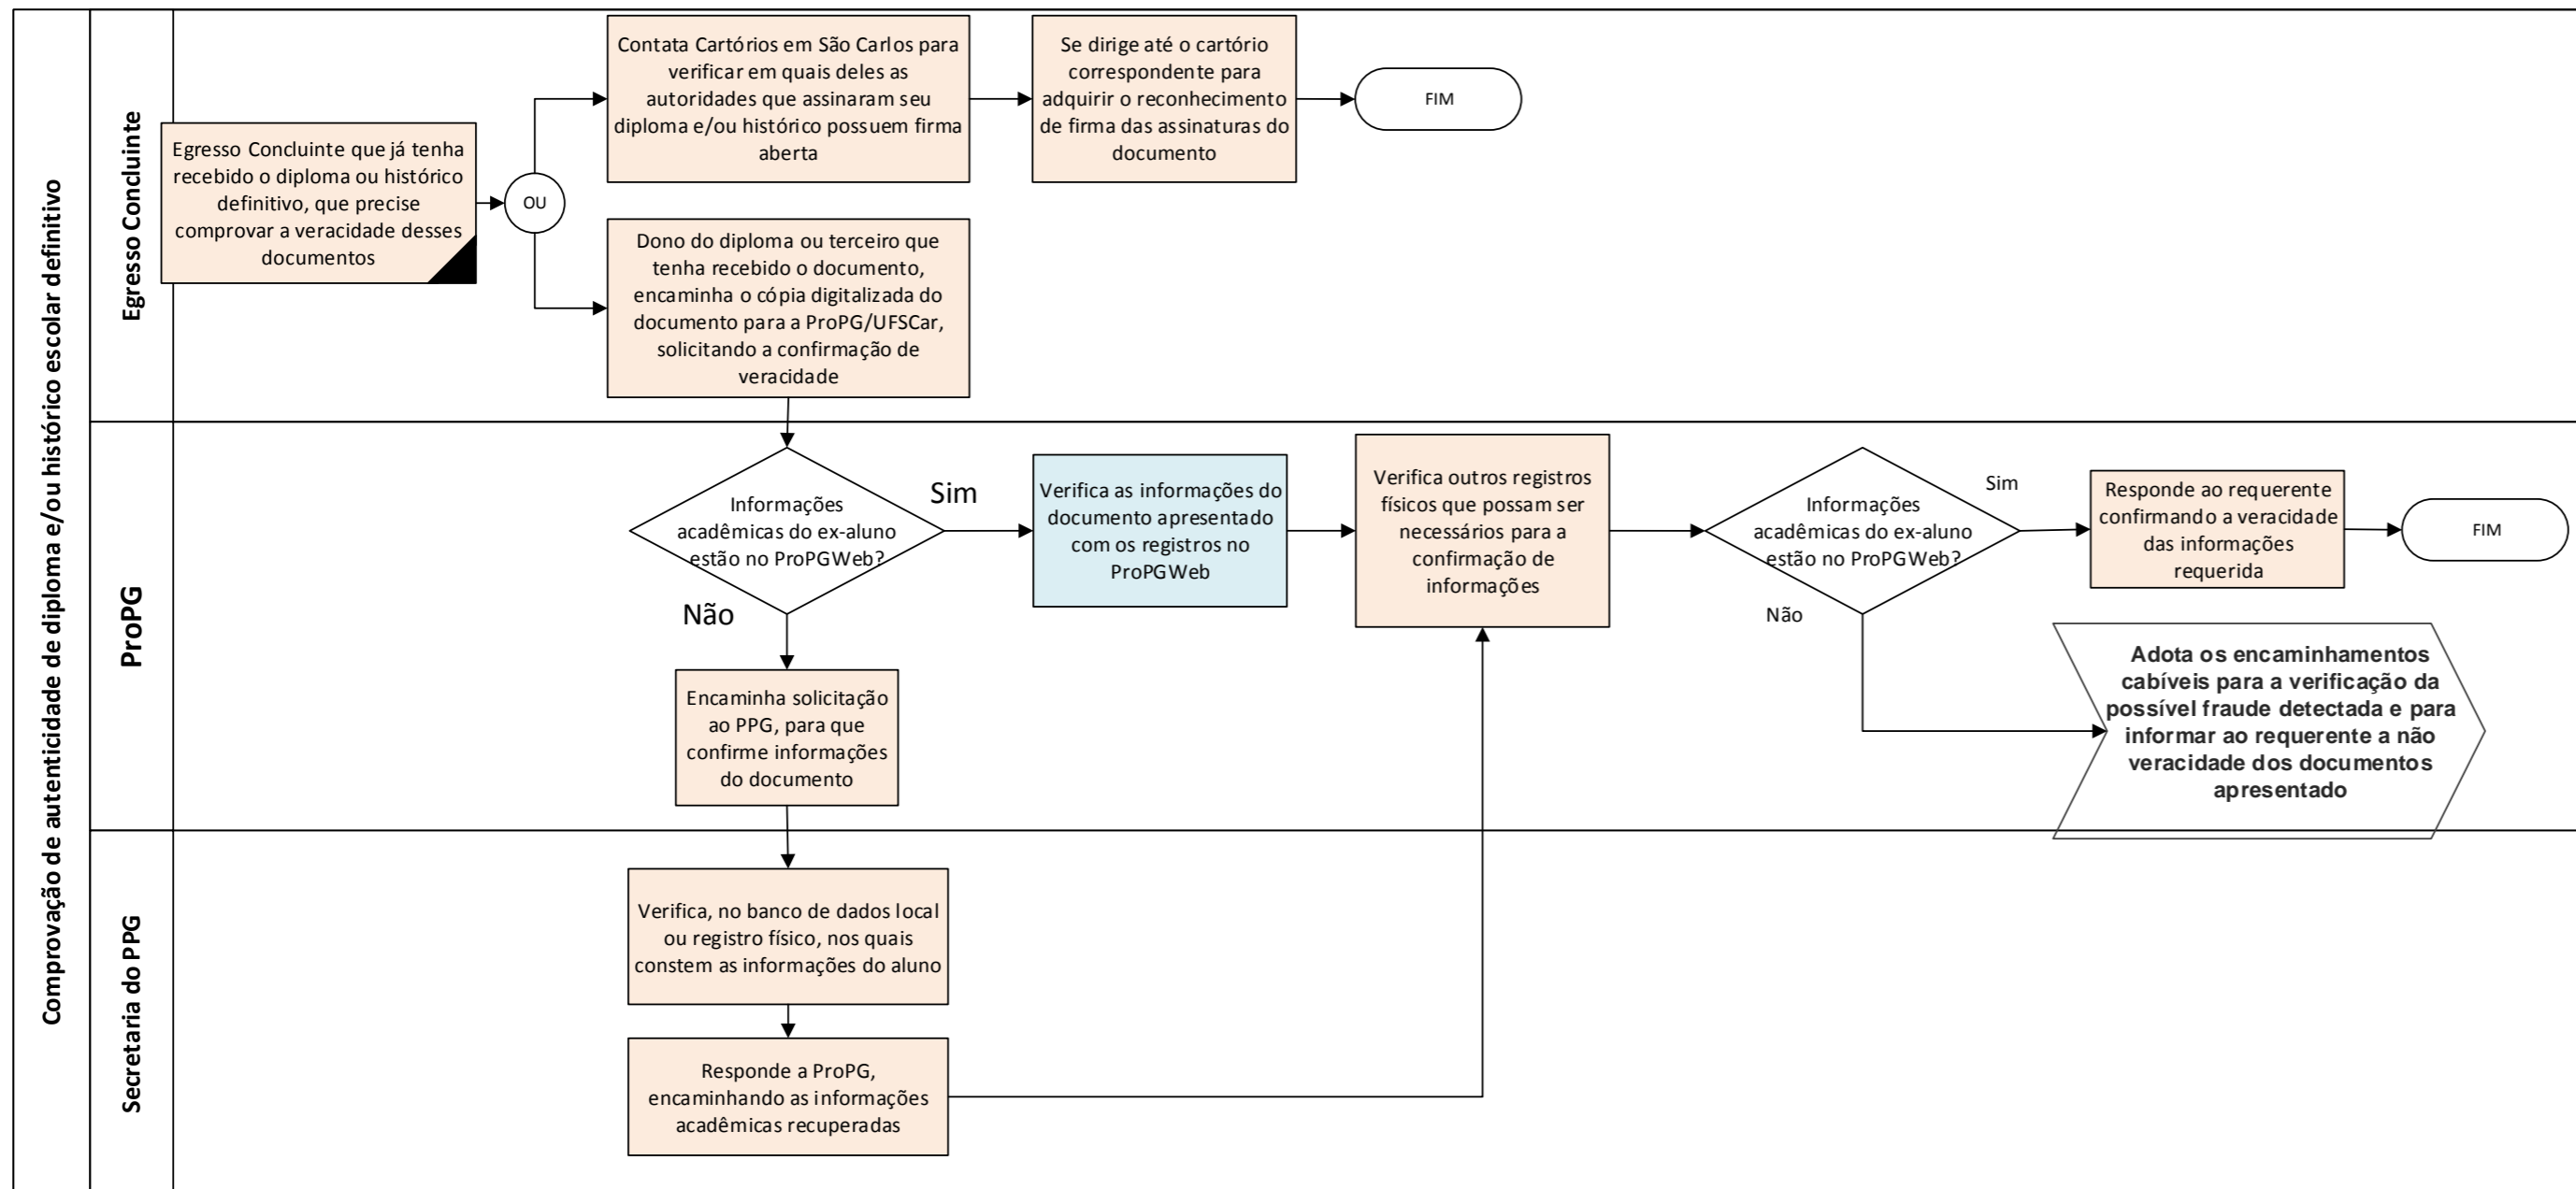 Comprovação de autenticidade de diploma e/ou histórico escolar definitivo
Egresso Concluinte
Egresso Concluinte que já tenha
recebido o diploma ou histórico
definitivo, que precise
comprovar a veracidade desses
documentos
OU
Contata Cartórios em São Carlos para
verificar em quais deles as
autoridades que assinaram seu
diploma e/ou histórico possuem firma
aberta
Se dirige até o cartório
correspondente para
adquirir o reconhecimento
de firma das assinaturas do
documento
FIM
Dono do diploma ou terceiro que
tenha recebido o documento,
encaminha o cópia digitalizada do
documento para a ProPG/UFSCar,
solicitando a confirmação de
veracidade
ProPG
Informações
acadêmicas do ex-aluno
estão no ProPGWeb?
Sim
Não
Verifica as informações do
documento apresentado
com os registros no
ProPGWeb
Verifica outros registros
físicos que possam ser
necessários para a
confirmação de
informações
Informações
acadêmicas do ex-aluno
estão no ProPGWeb?
Sim
Não
Responde ao requerente
confirmando a veracidade
das informações
requerida
FIM
Adota os encaminhamentos
cabíveis para a verificação da
possível fraude detectada e para
informar ao requerente a não
veracidade dos documentos
apresentado
Encaminha solicitação
ao PPG, para que
confirme informações
do documento
Secretaria do PPG
Verifica, no banco de dados local
ou registro físico, nos quais
constem as informações do aluno
Responde a ProPG,
encaminhando as informações
acadêmicas recuperadas